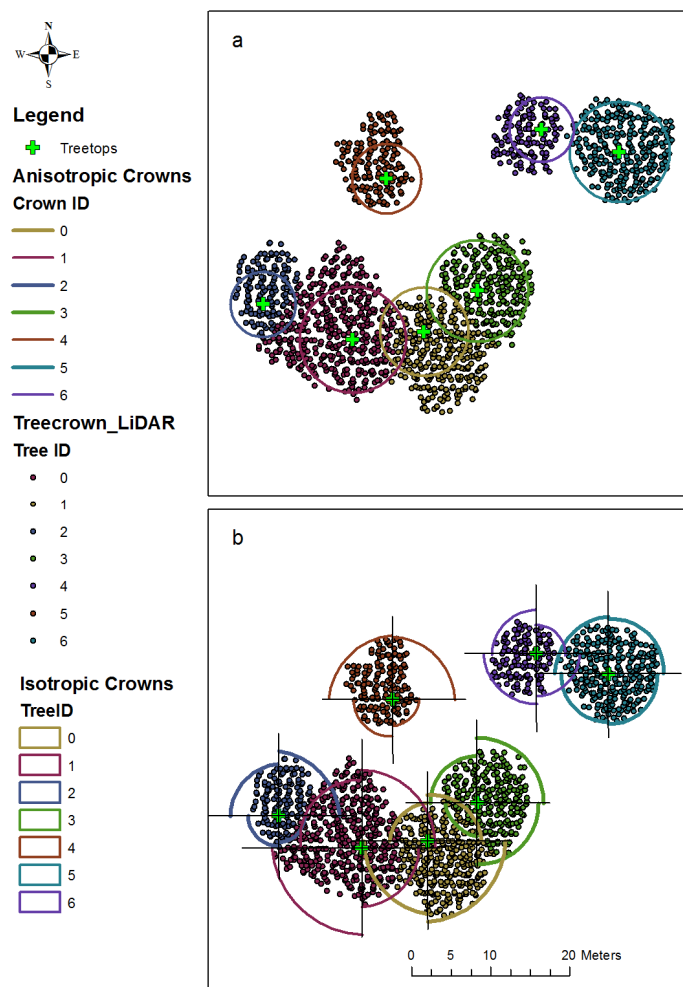 N
W E
S
Legend
Treetops
Anisotropic Crowns
Crown ID
0
1
2
3
4
5
6
Treecrown_LiDAR
Tree ID
0
1
2
3
4
5
6
Isotropic Crowns
TreeID
0
1
2
3
4
5
6
a
b
0 5 10 20 Meters